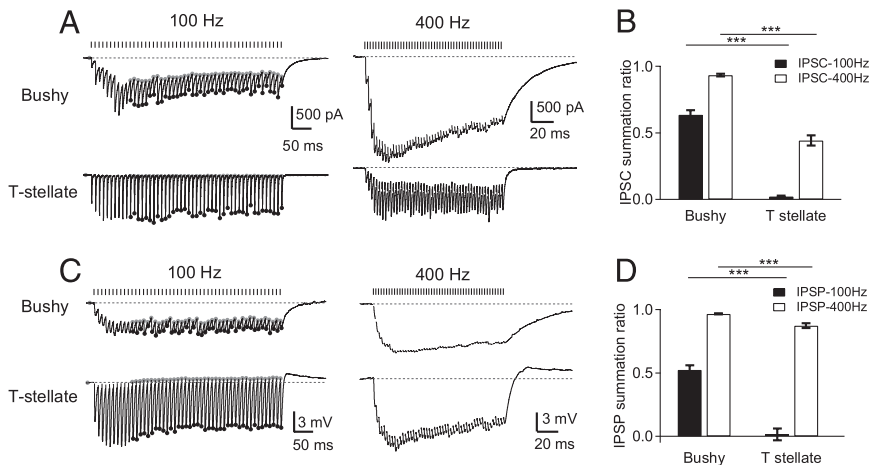 A
100 Hz
400 Hz
Bushy
500 pA
50 ms
500 pA
20 ms
T-stellate
B
***
***
IPSC-100Hz
IPSC-400Hz
IPSC summation ratio
1.0
0.5
0.0
Bushy
T stellate
C
100 Hz
400 Hz
Bushy
T-stellate
3 mV
50 ms
3 mV
20 ms
D
***
***
IPSP-100Hz
IPSP-400Hz
IPSP summation ratio
1.0
0.5
0.0
Bushy
T stellate